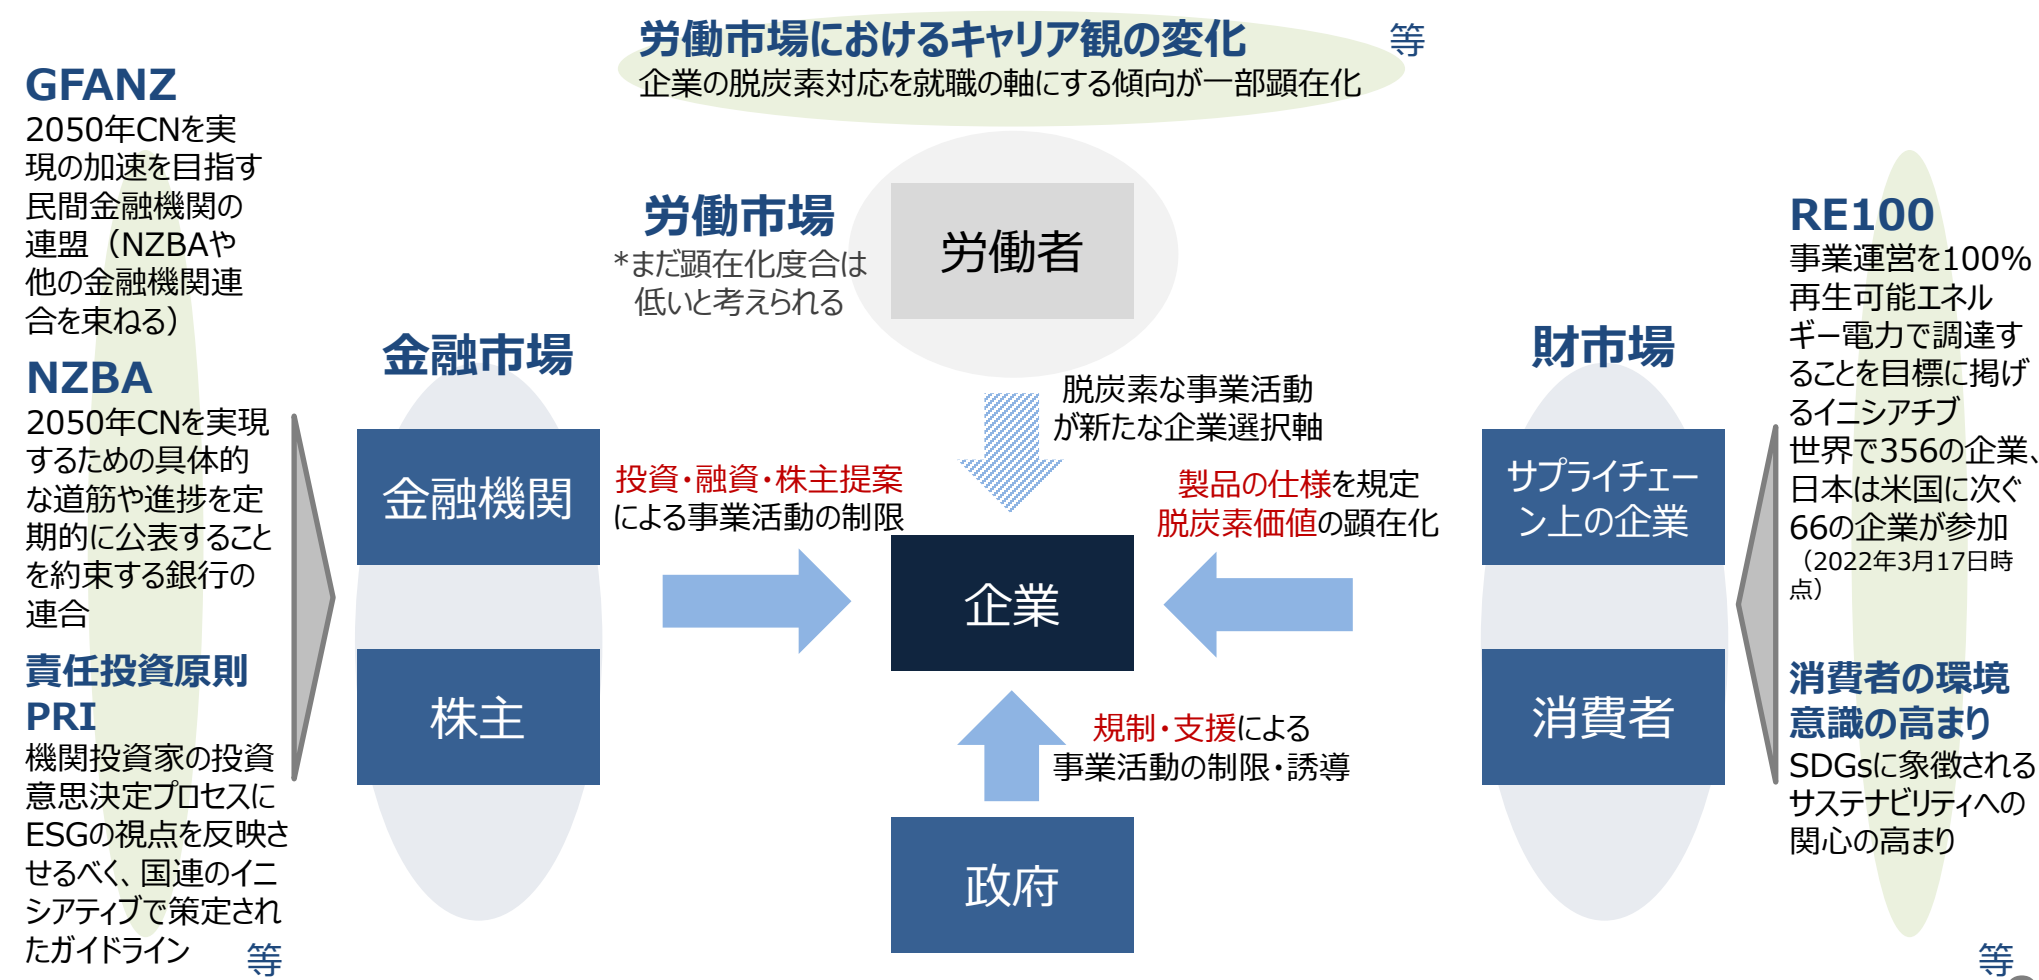 労働市場におけるキャリア観の変化
等
企業の脱炭素対応を就職の軸にする傾向が一部顕在化
GFANZ
2050年CNを実
現の加速を目指す
民間金融機関の
連盟（NZBAや
他の金融機関連
合を束ねる）
NZBA
2050年CNを実現
するための具体的
な道筋や進捗を定
期的に公表すること
を約束する銀行の
連合
責任投資原則
PRI
機関投資家の投資
意思決定プロセスに
ESGの視点を反映さ
せるべく、国連のイニ
シアティブで策定され
たガイドライン
等
金融市場
金融機関
株主
投資・融資・株主提案
による事業活動の制限
労働市場
*まだ顕在化度合は
低いと考えられる
労働者
脱炭素な事業活動
が新たな企業選択軸
企業
規制・支援による
事業活動の制限・誘導
政府
製品の仕様を規定
脱炭素価値の顕在化
財市場
サプライチェー
ン上の企業
消費者
RE100
事業運営を100%
再生可能エネル
ギー電力で調達す
ることを目標に掲げ
るイニシアチブ
世界で356の企業、
日本は米国に次ぐ
66の企業が参加
（2022年3月17日時
点）
消費者の環境
意識の高まり
SDGsに象徴される
サステナビリティへの
関心の高まり
等